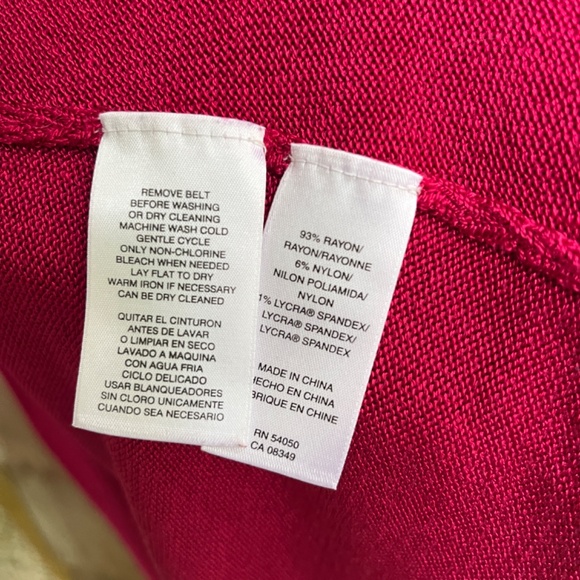 REMOVE BELT
BEFORE WASHING
OR DRY CLEANING
MACHINE WASH COLD
GENTLE CYCLE
ONLY NON-CHLORINE
BLEACH WHEN NEEDED
LAY FLAT TO DRY
WARM IRON IF NECESSARY
CAN BE DRY CLEANED
QUITAR EL CINTURON
ANTES DE LAVAR
O LIMPIAR EN SECO
LAVADO A MAQUINA
CON AGUA FRIA
CICLO DELICADO
USAR BLANQUEADORES
SIN CLORO UNICAMENTE
CUANDO SEA NECESARIO
93% RAYON/
RAYON/RAYONNE
6% NYLON/
NILON POLIAMIDA/
NYLON
1% LYCRA® SPANDEX/
LYCRA® SPANDEX/
LYCRA® SPANDEX
MADE IN CHINA
HECHO EN CHINA
FABRIQUE EN CHINE
RN 54050
CA 08349